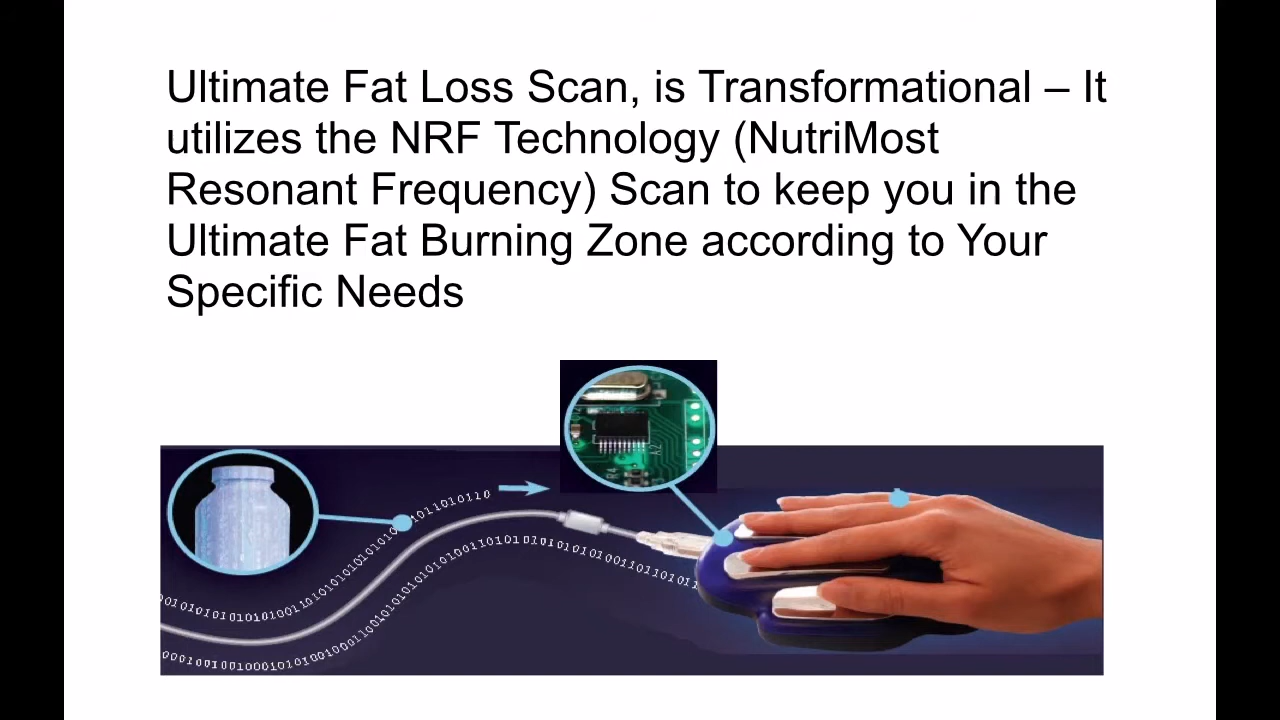 Ultimate Fat Loss Scan, is Transformational – It
utilizes the NRF Technology (NutriMost
Resonant Frequency) Scan to keep you in the
Ultimate Fat Burning Zone according to Your
Specific Needs